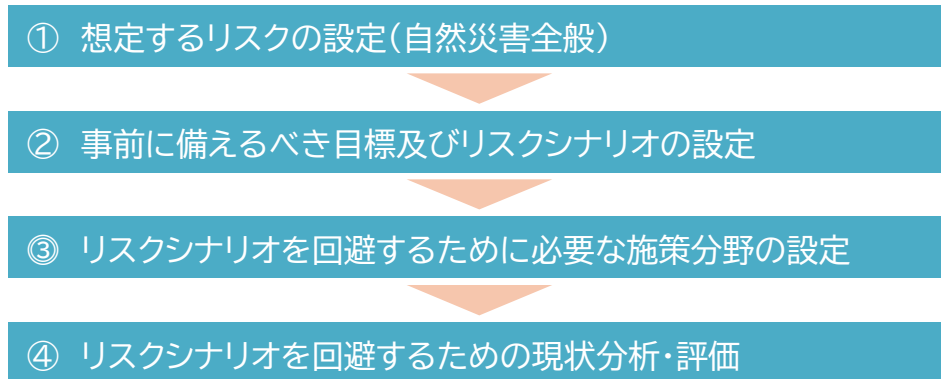 ① 想定するリスクの設定(自然災害全般)
② 事前に備えるべき目標及びリスクシナリオの設定
③ リスクシナリオを回避するために必要な施策分野の設定
④ リスクシナリオを回避するための現状分析・評価